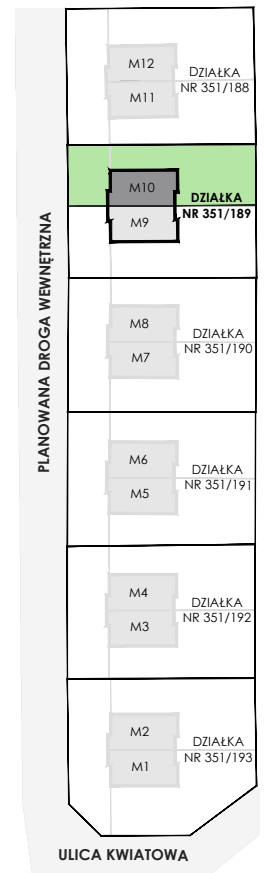 M12
M11
DZIAŁKA
NR 351/188
M10
M9
DZIAŁKA
NR 351/189
PLANOWANA DROGA WEWNĘTRZNA
M8
M7
DZIAŁKA
NR 351/190
M6
M5
DZIAŁKA
NR 351/191
M4
M3
DZIAŁKA
NR 351/192
M2
M1
DZIAŁKA
NR 351/193
ULICA KWIATOWA